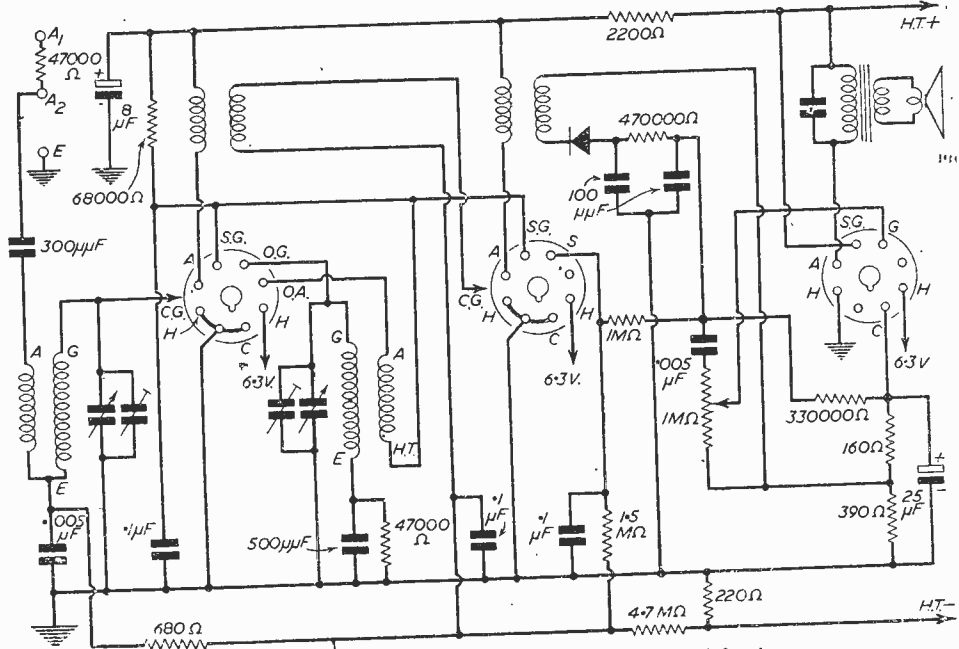 A1
47000
Ω
A2
E
+
8
μF
68000Ω
300μμF
2200Ω
H.T.+
470000Ω
100
μμF
A
S.G.
O.G.
O.A.
C.G.
H
H
C
6·3V.
A
S.G.
S
C.G.
H
H
C
6·3V.
S.G.
G
A
H
H
C
6·3V.
A
G
E
·005
μF
·1μF
G
A
E
H.T.
500μμF
47000
Ω
·1
μF
·1
μF
1·5
MΩ
1MΩ
·005
μF
1MΩ
330000Ω
160Ω
390Ω
+
25
μF
-
220Ω
680Ω
4·7 MΩ
H.T.-